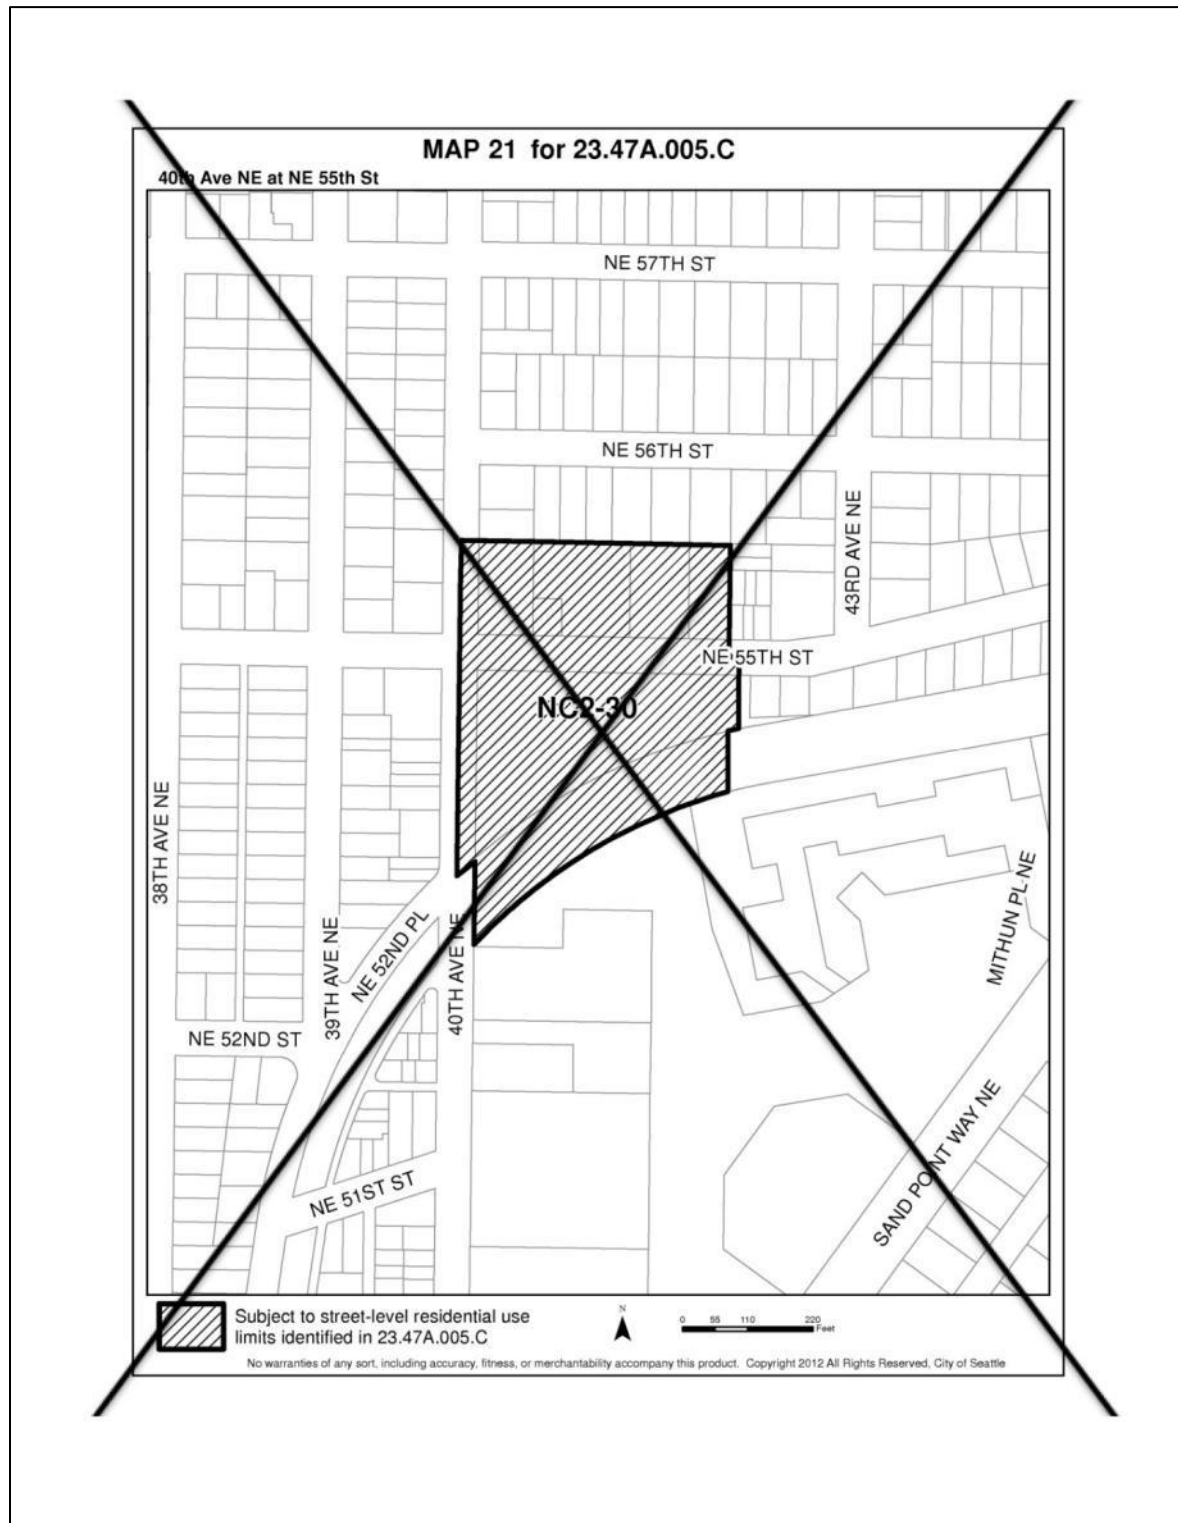 MAP 21 for 23.47A.005.C
40th Ave NE at NE 55th St
NE 57TH ST
NE 56TH ST
43RD AVE NE
NE 55TH ST
NC2-30
38TH AVE NE
39TH AVE NE
NE 52ND PL
40TH AVE NE
MITHUN PL NE
NE 52ND ST
SAND POINT WAY NE
NE 51ST ST
Subject to street-level residential use
limits identified in 23.47A.005.C
N
0 55 110 220
Feet
No warranties of any sort, including accuracy, fitness, or merchantability accompany this product. Copyright 2012 All Rights Reserved, City of Seattle